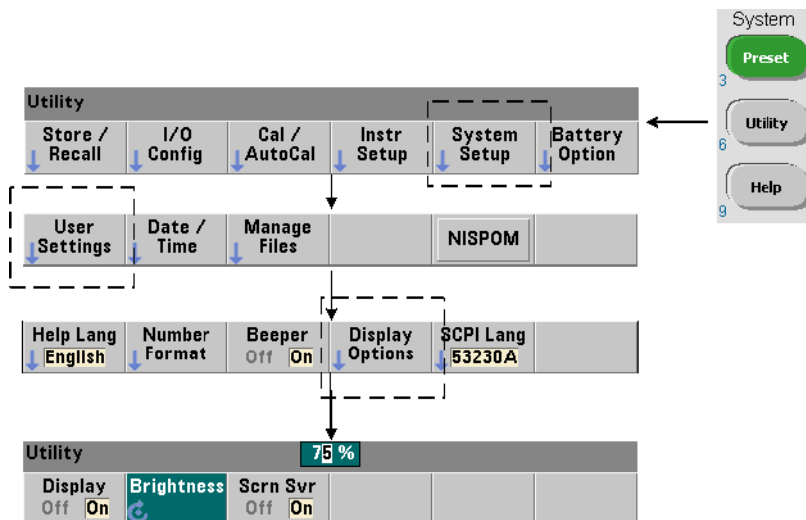 System
Preset
3
Utility
6
Help
9
Utility
Store / I/O Cal / Instr System Battery
Recall Config AutoCal Setup Setup Option
User Date / Manage
Settings Time Files NISPOM
Help Lang Number Beeper Display SCPI Lang
English Format Off On Options 53230A
Utility 75 %
Display Brightness Scrn Svr
Off On Off On